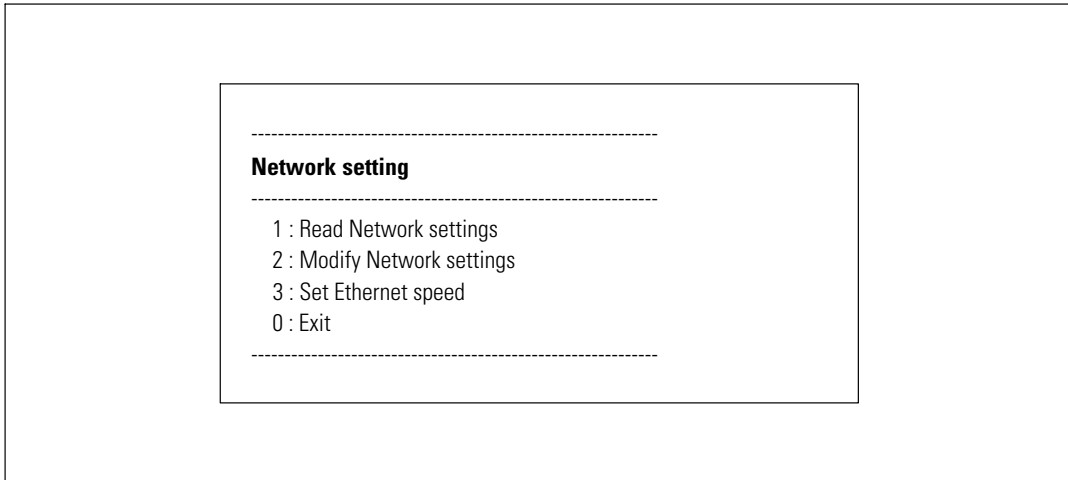 -------------------------------------------------------------
Network setting
-------------------------------------------------------------
1 : Read Network settings
2 : Modify Network settings
3 : Set Ethernet speed
0 : Exit
-------------------------------------------------------------